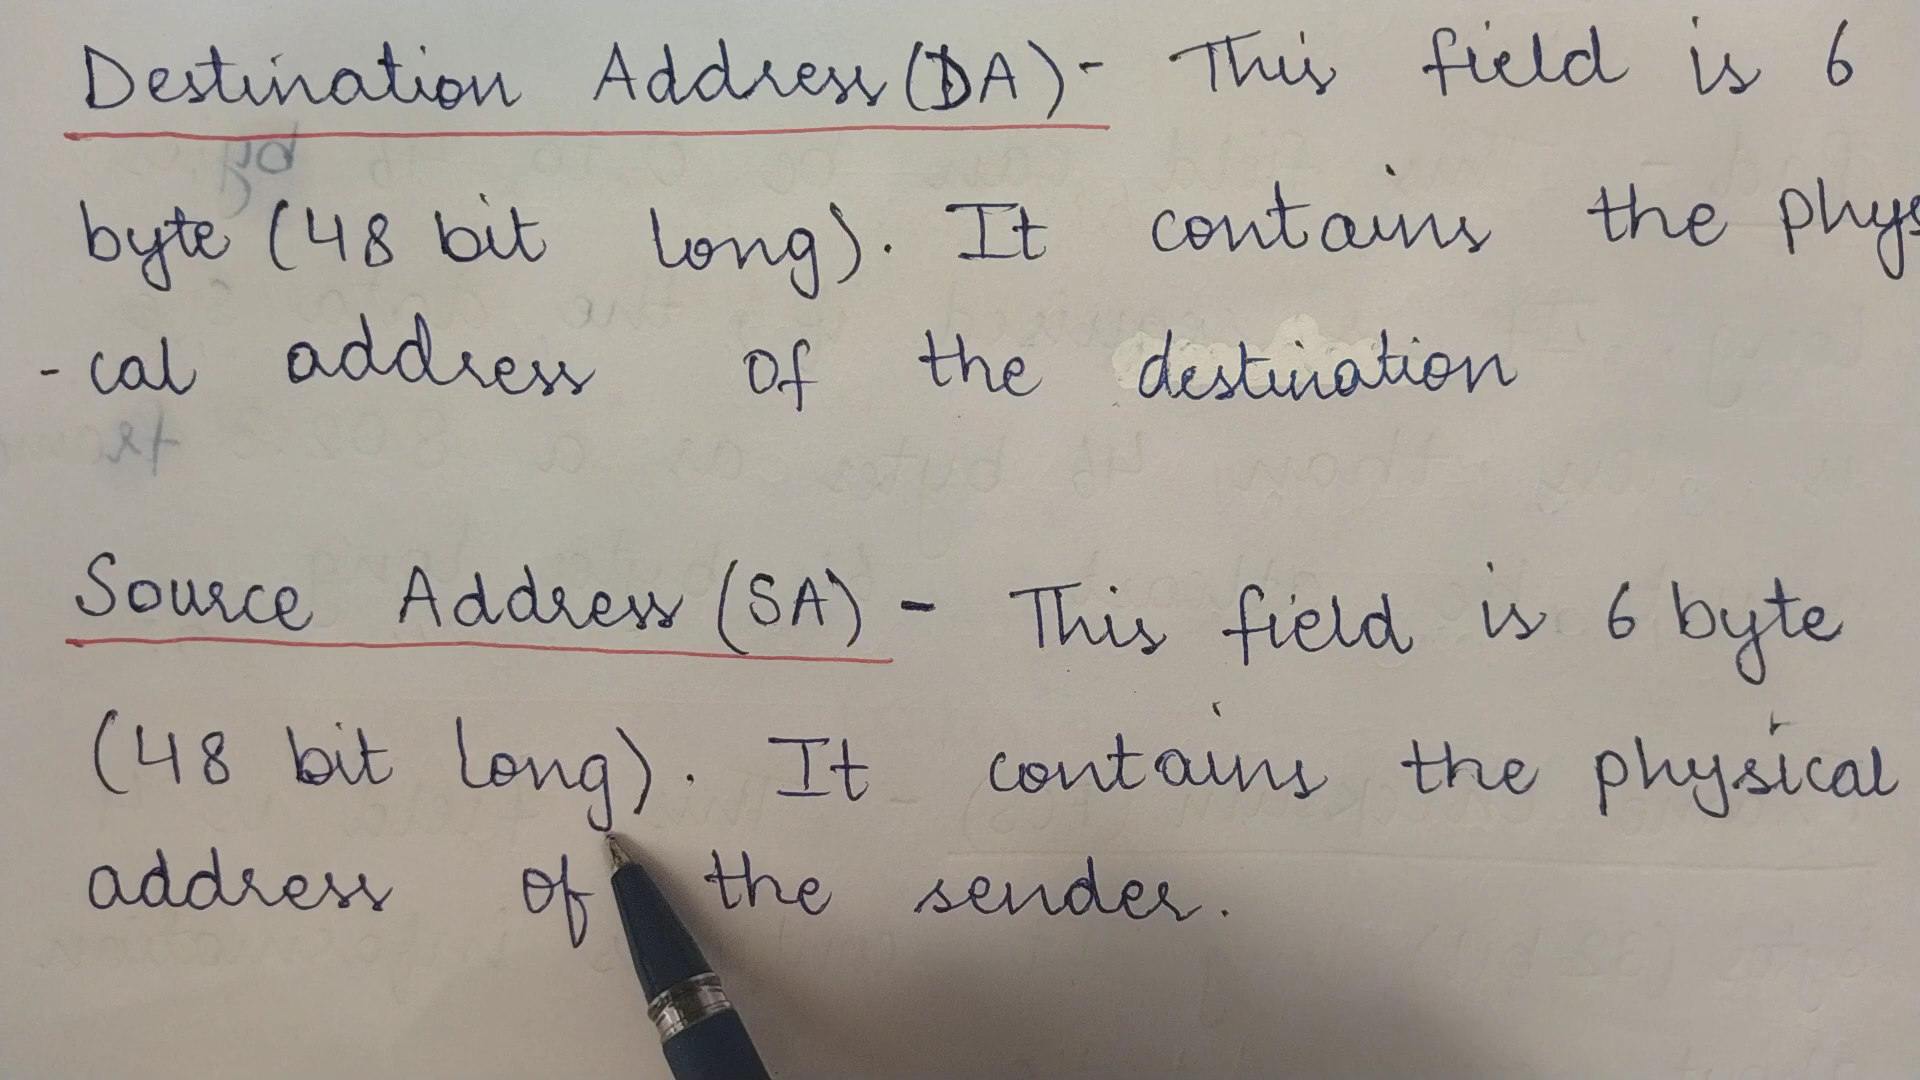 Destination Address (DA) - This field is 6
byte (48 bit long). It contains the phys
-cal address of the destination
Source Address (SA) - This field is 6 byte
(48 bit long). It contains the physical
address of the sender.